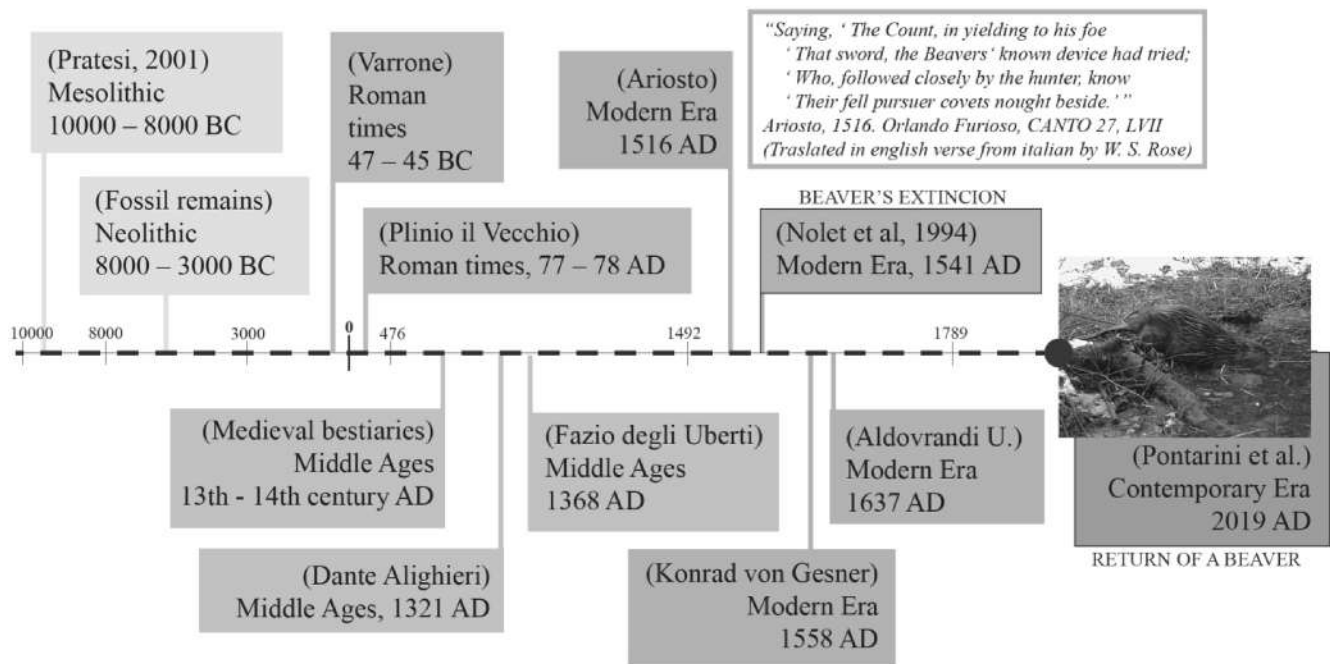 (Pratesi, 2001)
Mesolithic
10000 – 8000 BC
(Fossil remains)
Neolithic
8000 – 3000 BC
(Varrone)
Roman
times
47 – 45 BC
(Plinio il Vecchio)
Roman times, 77 – 78 AD
(Ariosto)
Modern Era
1516 AD
“Saying, ‘ The Count, in yielding to his foe
‘ That sword, the Beavers‘ known device had tried;
‘ Who, followed closely by the hunter, know
‘ Their fell pursuer covets nought beside.’”
Ariosto, 1516. Orlando Furioso, CANTO 27, LVII
(Traslated in english verse from italian by W. S. Rose)
BEAVER’S EXTINCION
(Nolet et al, 1994)
Modern Era, 1541 AD
10000 8000 3000 0 476 1492 1789
(Medieval bestiaries)
Middle Ages
13th - 14th century AD
(Dante Alighieri)
Middle Ages, 1321 AD
(Fazio degli Uberti)
Middle Ages
1368 AD
(Konrad von Gesner)
Modern Era
1558 AD
(Aldovrandi U.)
Modern Era
1637 AD
(Pontarini et al.)
Contemporary Era
2019 AD
RETURN OF A BEAVER